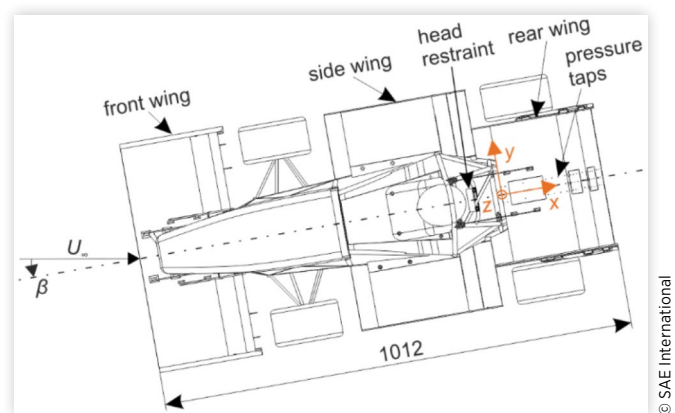 head
restraint
rear wing
pressure
taps
side wing
front wing
y
z
x
U∞
β
1012
© SAE International